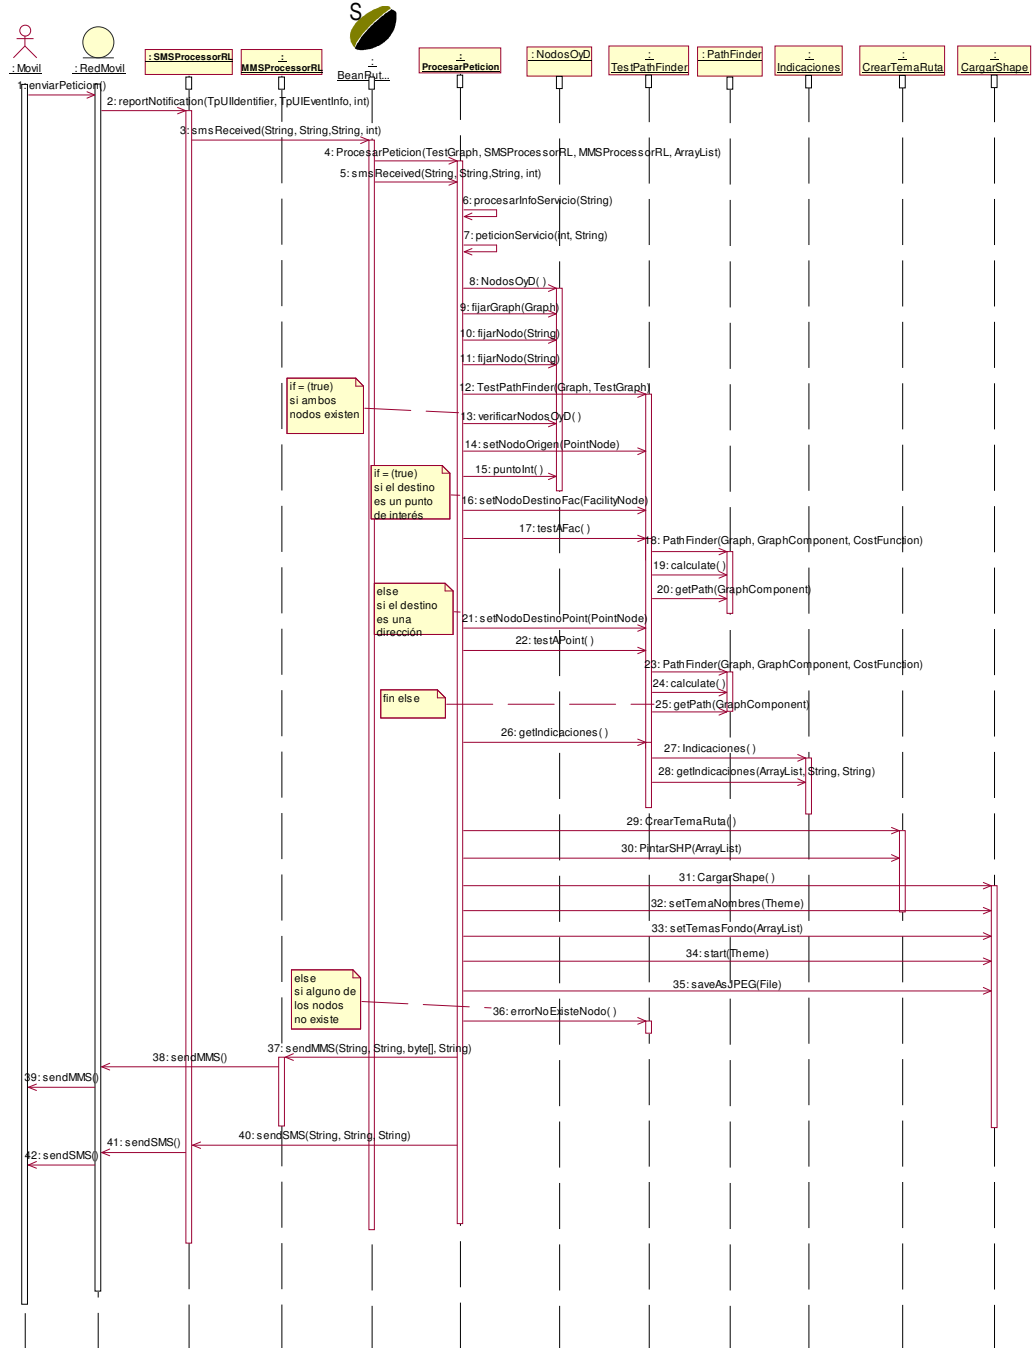 S
: Movil
: RedMovil
: SMSProcessorRL
:
MMSProcessorRL
:
BeanPut...
:
ProcesarPeticion
: NodosOyD
:
TestPathFinder
: PathFinder
:
Indicaciones
:
CrearTemaRuta
:
CargarShape
1: enviarPeticion()
2: reportNotification(TpUIIdentifier, TpUIEventInfo, int)
3: smsReceived(String, String,String, int)
4: ProcesarPeticion(TestGraph, SMSProcessorRL, MMSProcessorRL, ArrayList)
5: smsReceived(String, String,String, int)
6: procesarInfoServicio(String)
7: peticionServicio(int, String)
8: NodosOyD( )
9: fijarGraph(Graph)
10: fijarNodo(String)
11: fijarNodo(String)
if = (true)
si ambos
nodos existen
12: TestPathFinder(Graph, TestGraph)
13: verificarNodosOyD( )
14: setNodoOrigen(PointNode)
if = (true)
si el destino
es un punto
de interés
15: puntoInt( )
16: setNodoDestinoFac(FacilityNode)
17: testAFac( )
18: PathFinder(Graph, GraphComponent, CostFunction)
19: calculate( )
20: getPath(GraphComponent)
else
si el destino
es una
dirección
21: setNodoDestinoPoint(PointNode)
22: testAPoint( )
23: PathFinder(Graph, GraphComponent, CostFunction)
24: calculate( )
fin else
25: getPath(GraphComponent)
26: getIndicaciones( )
27: Indicaciones( )
28: getIndicaciones(ArrayList, String, String)
29: CrearTemaRuta( )
30: PintarSHP(ArrayList)
31: CargarShape( )
32: setTemaNombres(Theme)
33: setTemasFondo(ArrayList)
34: start(Theme)
else
si alguno de
los nodos
no existe
35: saveAsJPEG(File)
36: errorNoExisteNodo( )
37: sendMMS(String, String, byte[], String)
38: sendMMS()
39: sendMMS()
40: sendSMS(String, String, String)
41: sendSMS()
42: sendSMS()